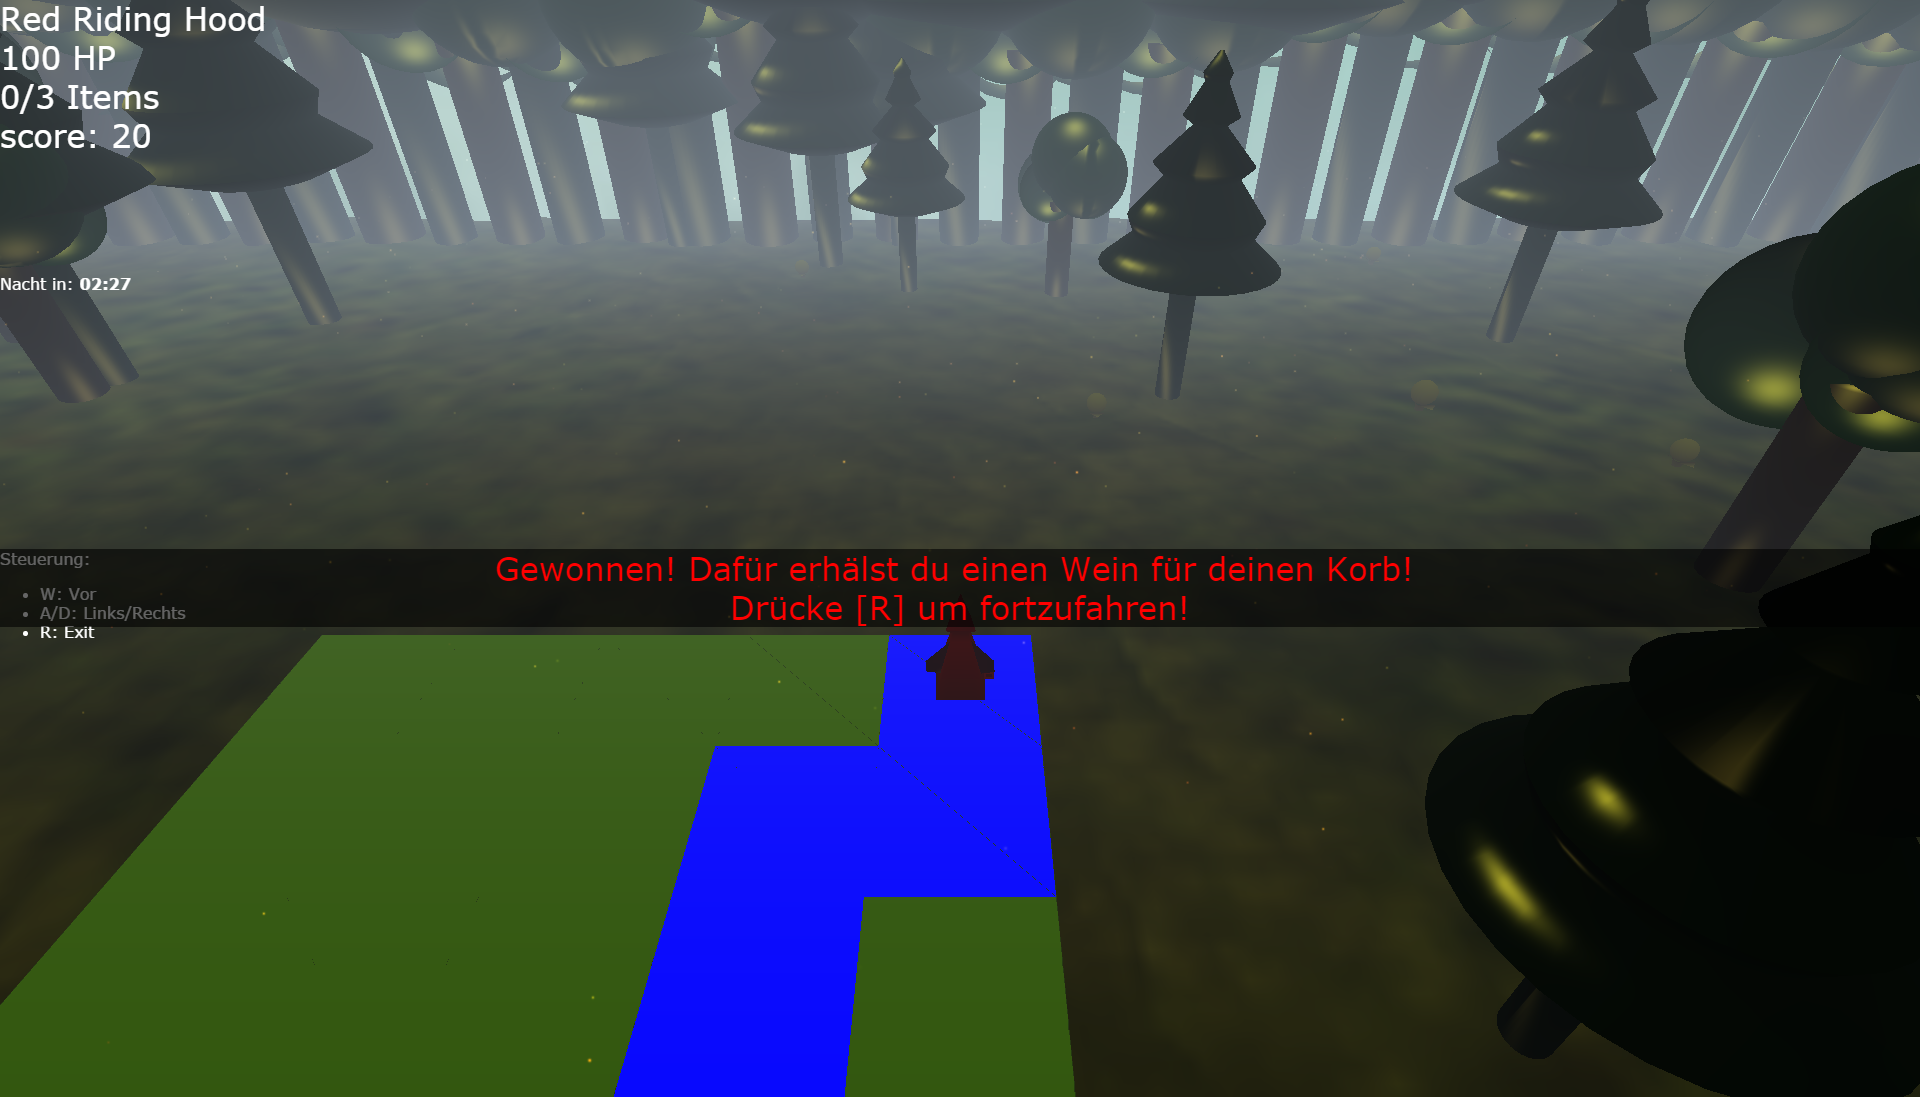 Red Riding Hood
100 HP
0/3 Items
score: 20
Nacht in: 02:27
Steuerung:
W: Vor
A/D: Links/Rechts
R: Exit
Gewonnen! Dafür erhälst du einen Wein für deinen Korb!
Drücke [R] um fortzufahren!